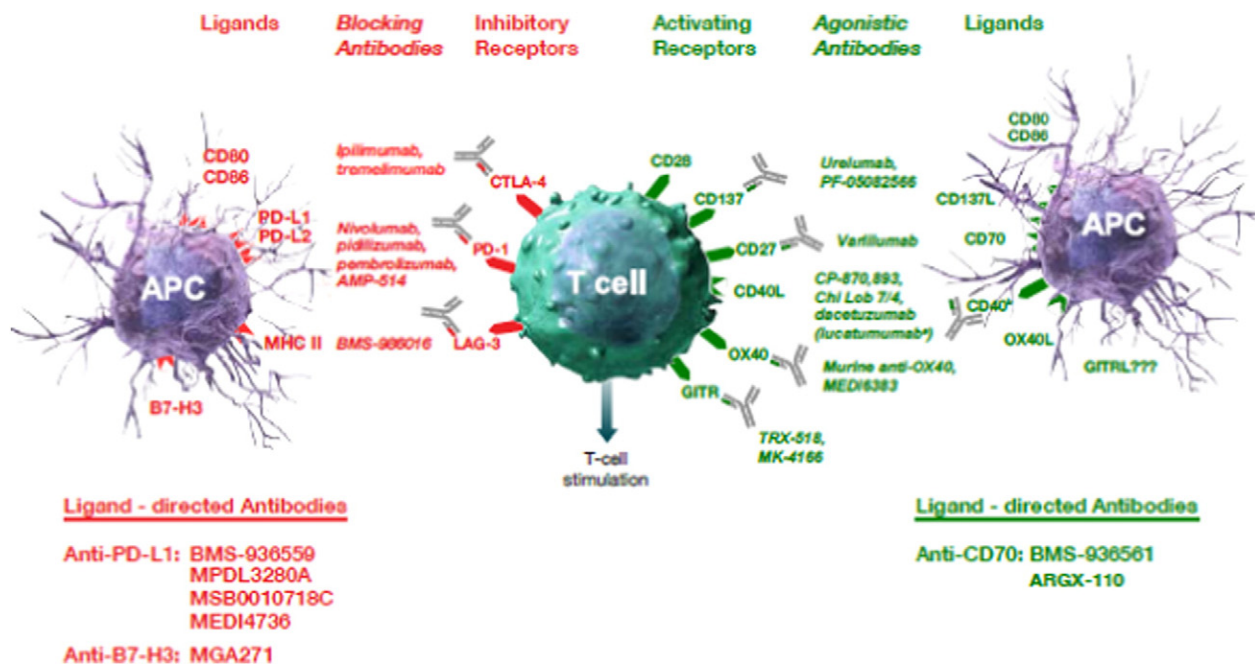 Ligands
Blocking
Antibodies
Inhibitory
Receptors
Activating
Receptors
Agonistic
Antibodies
Ligands
CD80
CD86
PD-L1
PD-L2
APC
MHC II
B7-H3
Ipilimumab,
tremelimumab
Nivolumab,
pidilizumab,
pembrolizumab,
AMP-514
BMS-986016
CTLA-4
PD-1
LAG-3
T cell
T-cell
stimulation
CD28
CD137
CD27
CD40L
OX40
GITR
Urelumab,
PF-05082566
Varlilumab
CP-870,893,
Chi Lob 7/4,
dacetuzumab
(lucatumumab*)
Murine anti-OX40,
MEDI6383
TRX-518,
MK-4166
CD80
CD86
CD137L
CD70
APC
CD40*
OX40L
GITRL???
Ligand - directed Antibodies
Anti-PD-L1: BMS-936559
MPDL3280A
MSB0010718C
MEDI4736
Anti-B7-H3: MGA271
Ligand - directed Antibodies
Anti-CD70: BMS-936561
ARGX-110